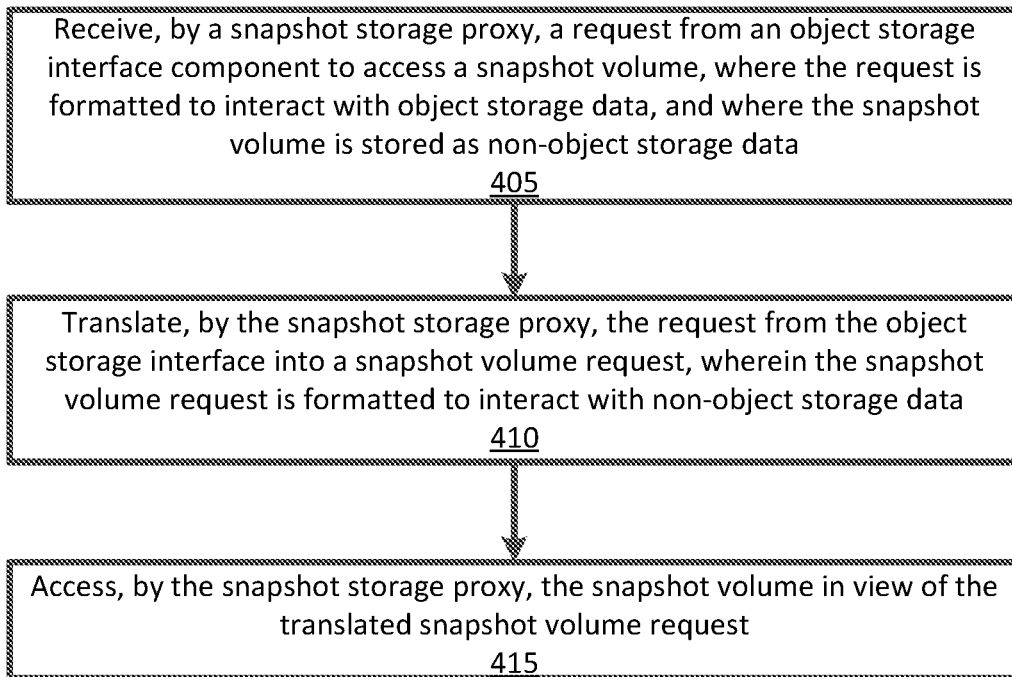 Receive, by a snapshot storage proxy, a request from an object storage
interface component to access a snapshot volume, where the request is
formatted to interact with object storage data, and where the snapshot
volume is stored as non-object storage data
405
Translate, by the snapshot storage proxy, the request from the object
storage interface into a snapshot volume request, wherein the snapshot
volume request is formatted to interact with non-object storage data
410
Access, by the snapshot storage proxy, the snapshot volume in view of the
translated snapshot volume request
415